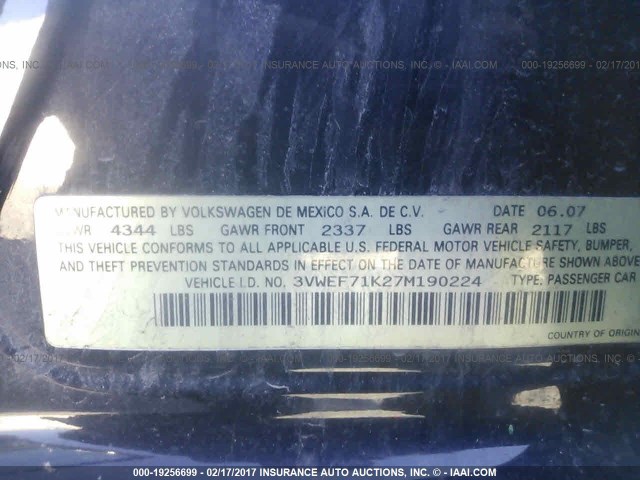 MANUFACTURED BY VOLKSWAGEN DE MEXICO S.A. DE C.V. DATE 06.07
GVWR 4344 LBS GAWR FRONT 2337 LBS GAWR REAR 2117 LBS
THIS VEHICLE CONFORMS TO ALL APPLICABLE U.S. FEDERAL MOTOR VEHICLE SAFETY, BUMPER,
AND THEFT PREVENTION STANDARDS IN EFFECT ON THE DATE OF MANUFACTURE SHOWN ABOVE
VEHICLE I.D. NO. 3VWEF71K27M190224 TYPE: PASSENGER CAR
COUNTRY OF ORIGIN
000-19256699 - 02/17/2017 INSURANCE AUTO AUCTIONS, INC. © - IAAI.COM